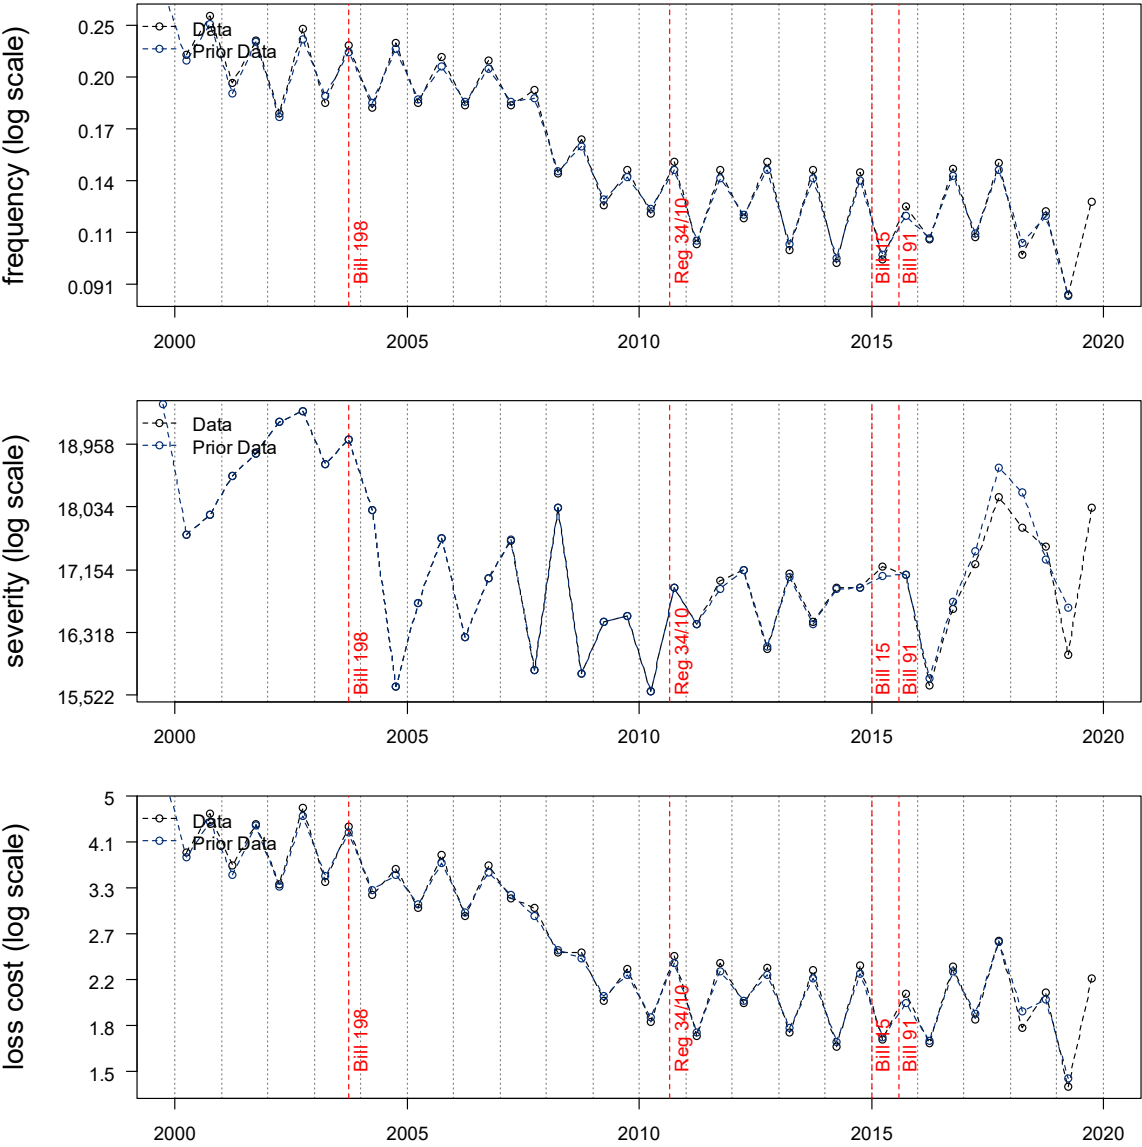 frequency (log scale)
0.25
0.20
0.17
0.14
0.11
0.091
Data
Prior Data
Bill 198
Reg 34/10
Bill 15
Bill 91
2000
2005
2010
2015
2020
severity (log scale)
18,958
18,034
17,154
16,318
15,522
Data
Prior Data
Bill 198
Reg 34/10
Bill 15
Bill 91
2000
2005
2010
2015
2020
loss cost (log scale)
5
4.1
3.3
2.7
2.2
1.8
1.5
Data
Prior Data
Bill 198
Reg 34/10
Bill 15
Bill 91
2000
2005
2010
2015
2020